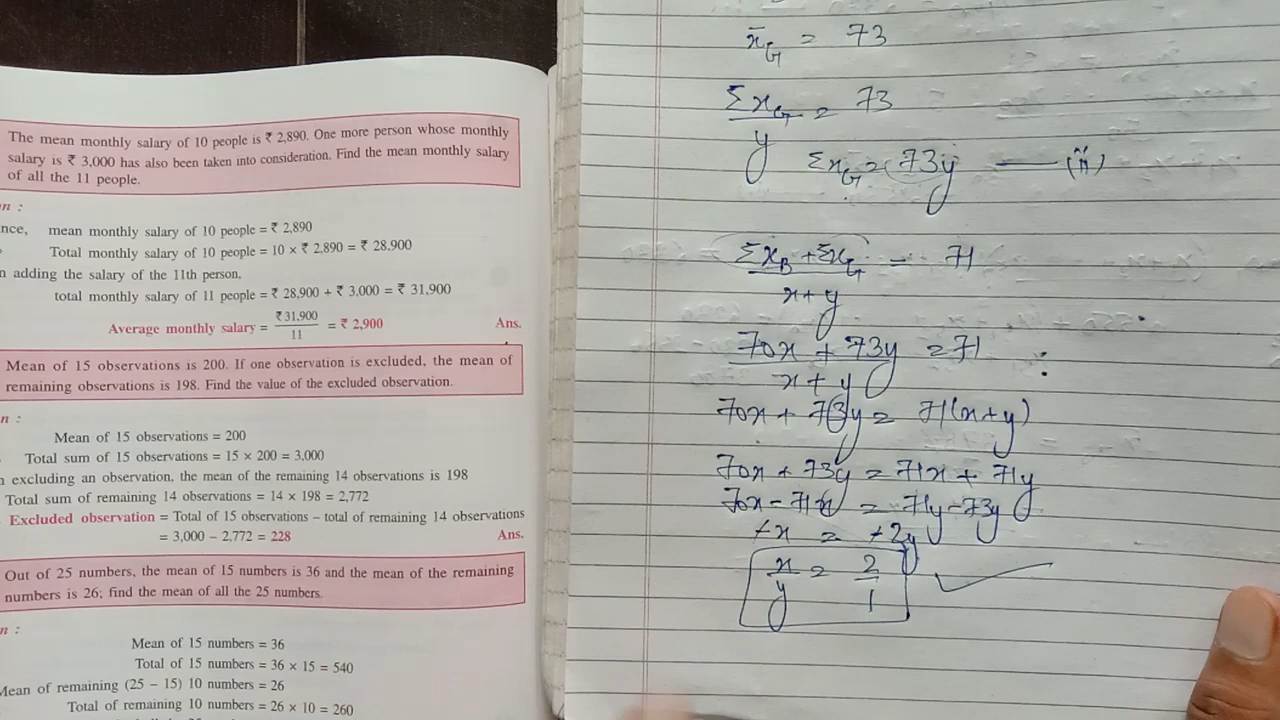 The mean monthly salary of 10 people is ₹ 2,890. One more person whose monthly
salary is ₹ 3,000 has also been taken into consideration. Find the mean monthly salary
of all the 11 people.
n :
nce, mean monthly salary of 10 people = ₹ 2,890
Total monthly salary of 10 people = 10 × ₹ 2,890 = ₹ 28,900
n adding the salary of the 11th person,
total monthly salary of 11 people = ₹ 28,900 + ₹ 3,000 = ₹ 31,900
Average monthly salary = ₹ 31,900 / 11 = ₹ 2,900 Ans.
Mean of 15 observations is 200. If one observation is excluded, the mean of
remaining observations is 198. Find the value of the excluded observation.
n :
Mean of 15 observations = 200
Total sum of 15 observations = 15 × 200 = 3,000
n excluding an observation, the mean of the remaining 14 observations is 198
Total sum of remaining 14 observations = 14 × 198 = 2,772
Excluded observation = Total of 15 observations – total of remaining 14 observations
= 3,000 – 2,772 = 228 Ans.
Out of 25 numbers, the mean of 15 numbers is 36 and the mean of the remaining
numbers is 26; find the mean of all the 25 numbers.
n :
Mean of 15 numbers = 36
Total of 15 numbers = 36 × 15 = 540
Mean of remaining (25 – 15) 10 numbers = 26
Total of remaining 10 numbers = 26 × 10 = 260
x̄G = 73
ΣxG = 73
y
ΣxG = 73y — (ii)
ΣxB + ΣxG = 71
x + y
70x + 73y = 71
x + y
70x + 73y = 71(x+y)
70x + 73y = 71x + 71y
70x – 71x = 71y – 73y
+x = +2y
x = 2
y 1